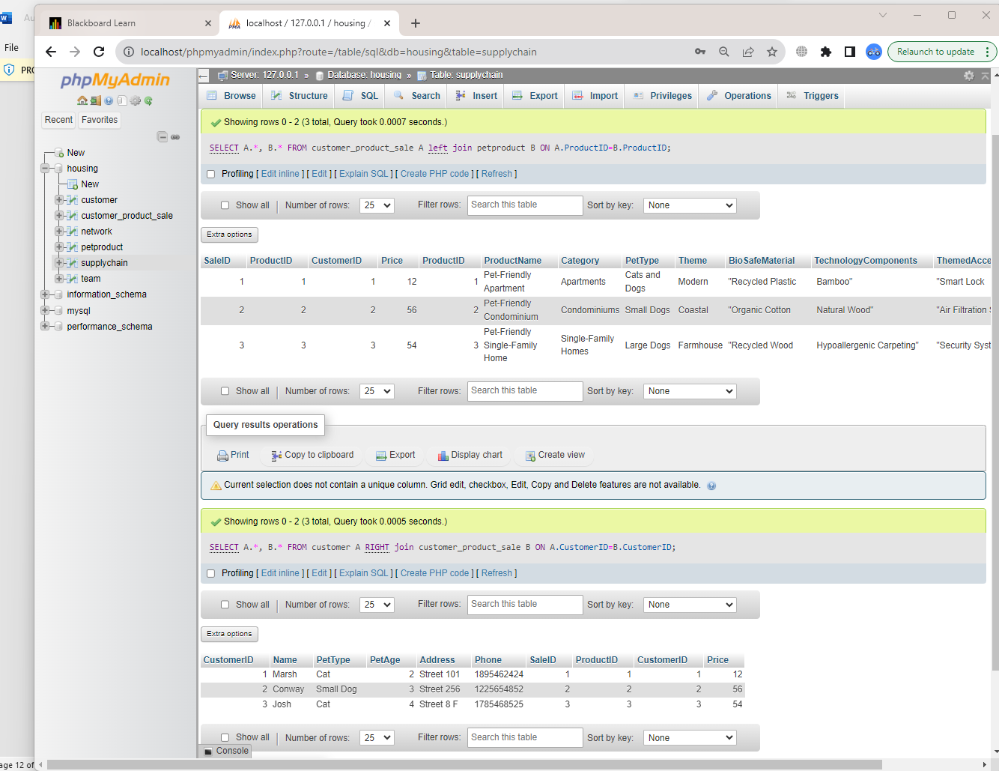 Blackboard Learn
localhost / 127.0.0.1 / housing /
File
localhost/phpmyadmin/index.php?route=/table/sql&db=housing&table=supplychain
Relaunch to update
PRO
phpMyAdmin
Recent Favorites
New
housing
New
customer
customer_product_sale
network
petproduct
supplychain
team
information_schema
mysql
performance_schema
Server: 127.0.0.1 » Database: housing » Table: supplychain
Browse Structure SQL Search Insert Export Import Privileges Operations Triggers
Showing rows 0 - 2 (3 total, Query took 0.0007 seconds.)
SELECT A.*, B.* FROM customer_product_sale A left join petproduct B ON A.ProductID=B.ProductID;
Profiling [ Edit inline ] [ Edit ] [ Explain SQL ] [ Create PHP code ] [ Refresh ]
Show all | Number of rows: 25 Filter rows: Search this table Sort by key: None
Extra options
SaleID ProductID CustomerID Price ProductID ProductName Category PetType Theme BioSafeMaterial TechnologyComponents ThemedAcce
1 1 1 12 1 Pet-Friendly Apartment Apartments Cats and Dogs Modern "Recycled Plastic Bamboo" "Smart Lock
2 2 2 56 2 Pet-Friendly Condominium Condominiums Small Dogs Coastal "Organic Cotton Natural Wood" "Air Filtration S
3 3 3 54 3 Pet-Friendly Single-Family Home Single-Family Homes Large Dogs Farmhouse "Recycled Wood Hypoallergenic Carpeting" "Security Syst
Show all | Number of rows: 25 Filter rows: Search this table Sort by key: None
Query results operations
Print Copy to clipboard Export Display chart Create view
Current selection does not contain a unique column. Grid edit, checkbox, Edit, Copy and Delete features are not available.
Showing rows 0 - 2 (3 total, Query took 0.0005 seconds.)
SELECT A.*, B.* FROM customer A RIGHT join customer_product_sale B ON A.CustomerID=B.CustomerID;
Profiling [ Edit inline ] [ Edit ] [ Explain SQL ] [ Create PHP code ] [ Refresh ]
Show all | Number of rows: 25 Filter rows: Search this table Sort by key: None
Extra options
CustomerID Name PetType PetAge Address Phone SaleID ProductID CustomerID Price
1 Marsh Cat 2 Street 101 1895462424 1 1 1 12
2 Conway Small Dog 3 Street 256 1225654852 2 2 2 56
3 Josh Cat 4 Street 8 F 1785468525 3 3 3 54
Show all | Number of rows: 25 Filter rows: Search this table Sort by key: None
Console
age 12 of